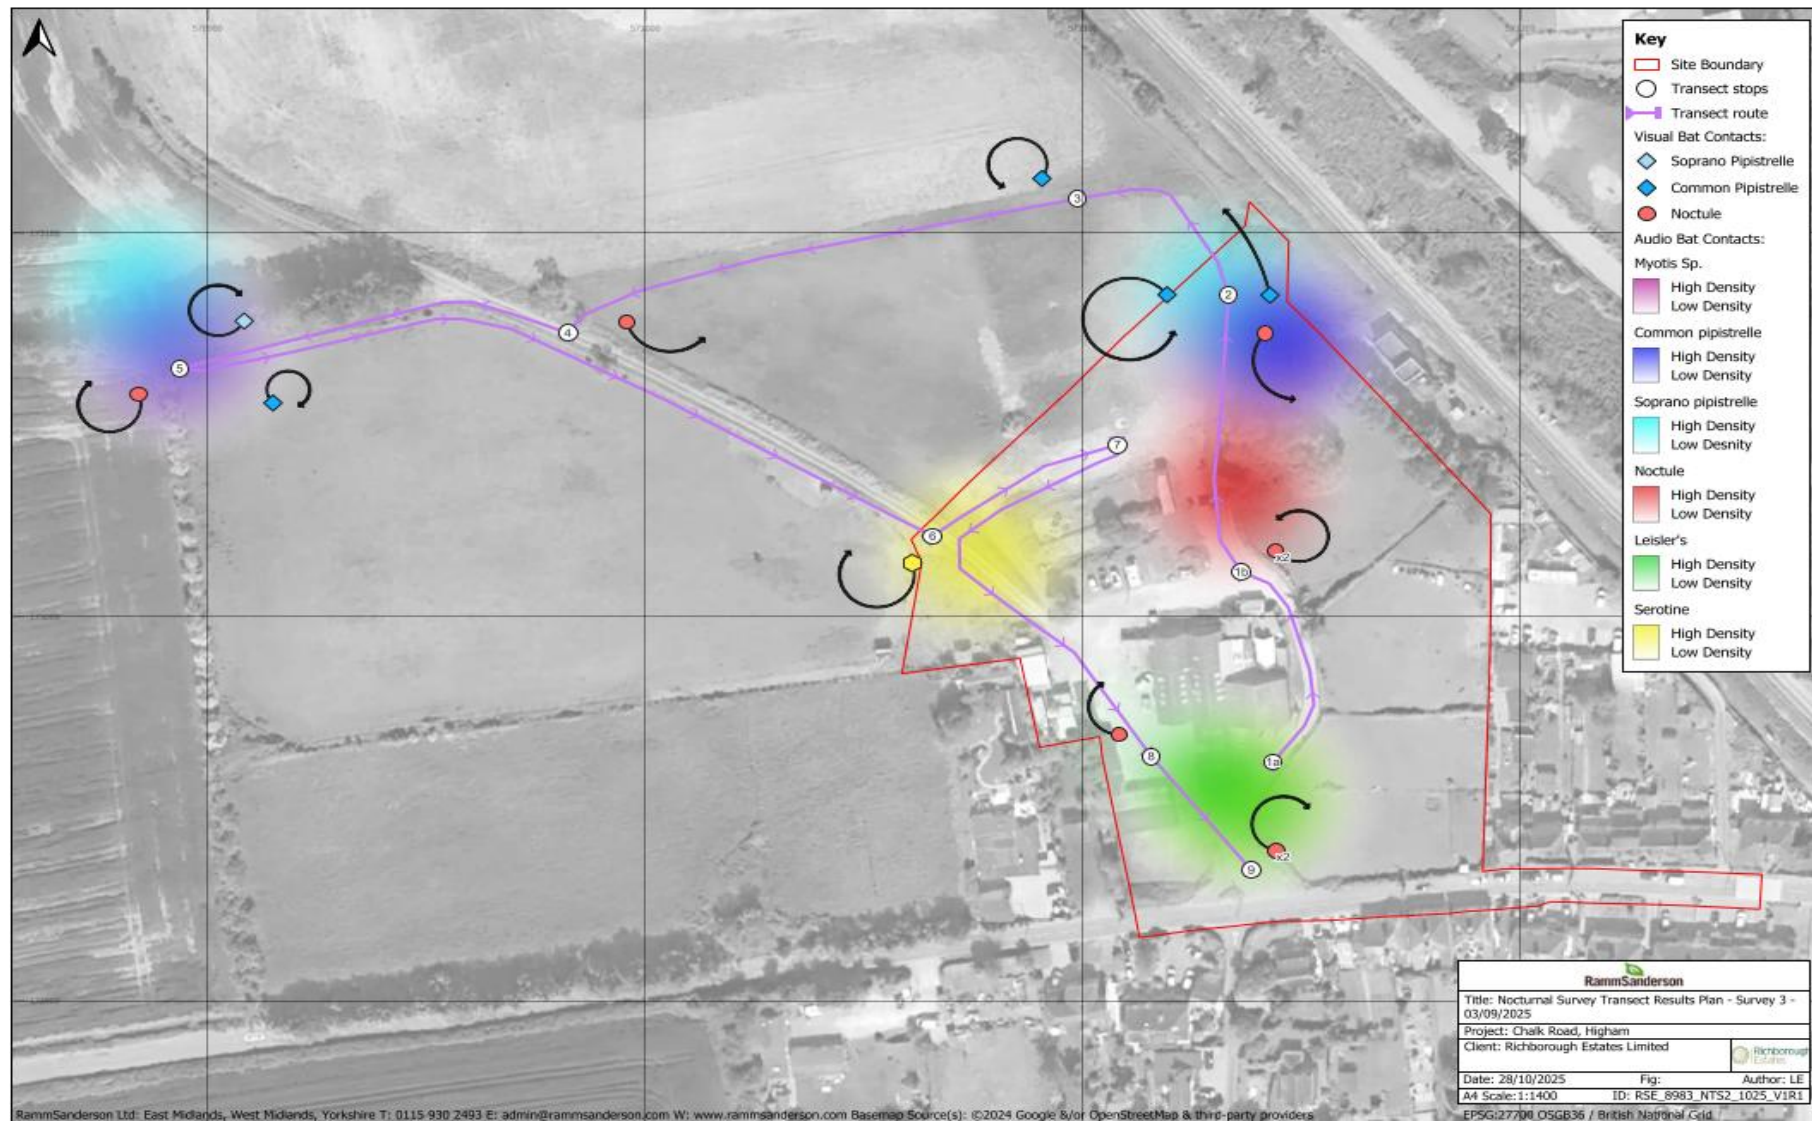 Key
Site Boundary
Transect stops
Transect route
Visual Bat Contacts:
Soprano Pipistrelle
Common Pipistrelle
Noctule
Audio Bat Contacts:
Myotis Sp.
High Density
Low Density
Common pipistrelle
High Density
Low Density
Soprano pipistrelle
High Density
Low Desnity
Noctule
High Density
Low Density
Leisler's
High Density
Low Density
Serotine
High Density
Low Density
3
2
4
5
7
6
x2
1b
8
1a
x2
9
RammSanderson
Title: Nocturnal Survey Transect Results Plan - Survey 3 -
03/09/2025
Project: Chalk Road, Higham
Client: Richborough Estates Limited
Richborough
Estates
Date: 28/10/2025 Fig: Author: LE
A4 Scale:1:1400 ID: RSE_8983_NTS2_1025_V1R1
RammSanderson Ltd: East Midlands, West Midlands, Yorkshire T: 0115 930 2493 E: admin@rammsanderson.com W: www.rammsanderson.com Basemap Source(s): ©2024 Google &/or OpenStreetMap & third-party providers
EPSG:27700 OSGB36 / British National Grid